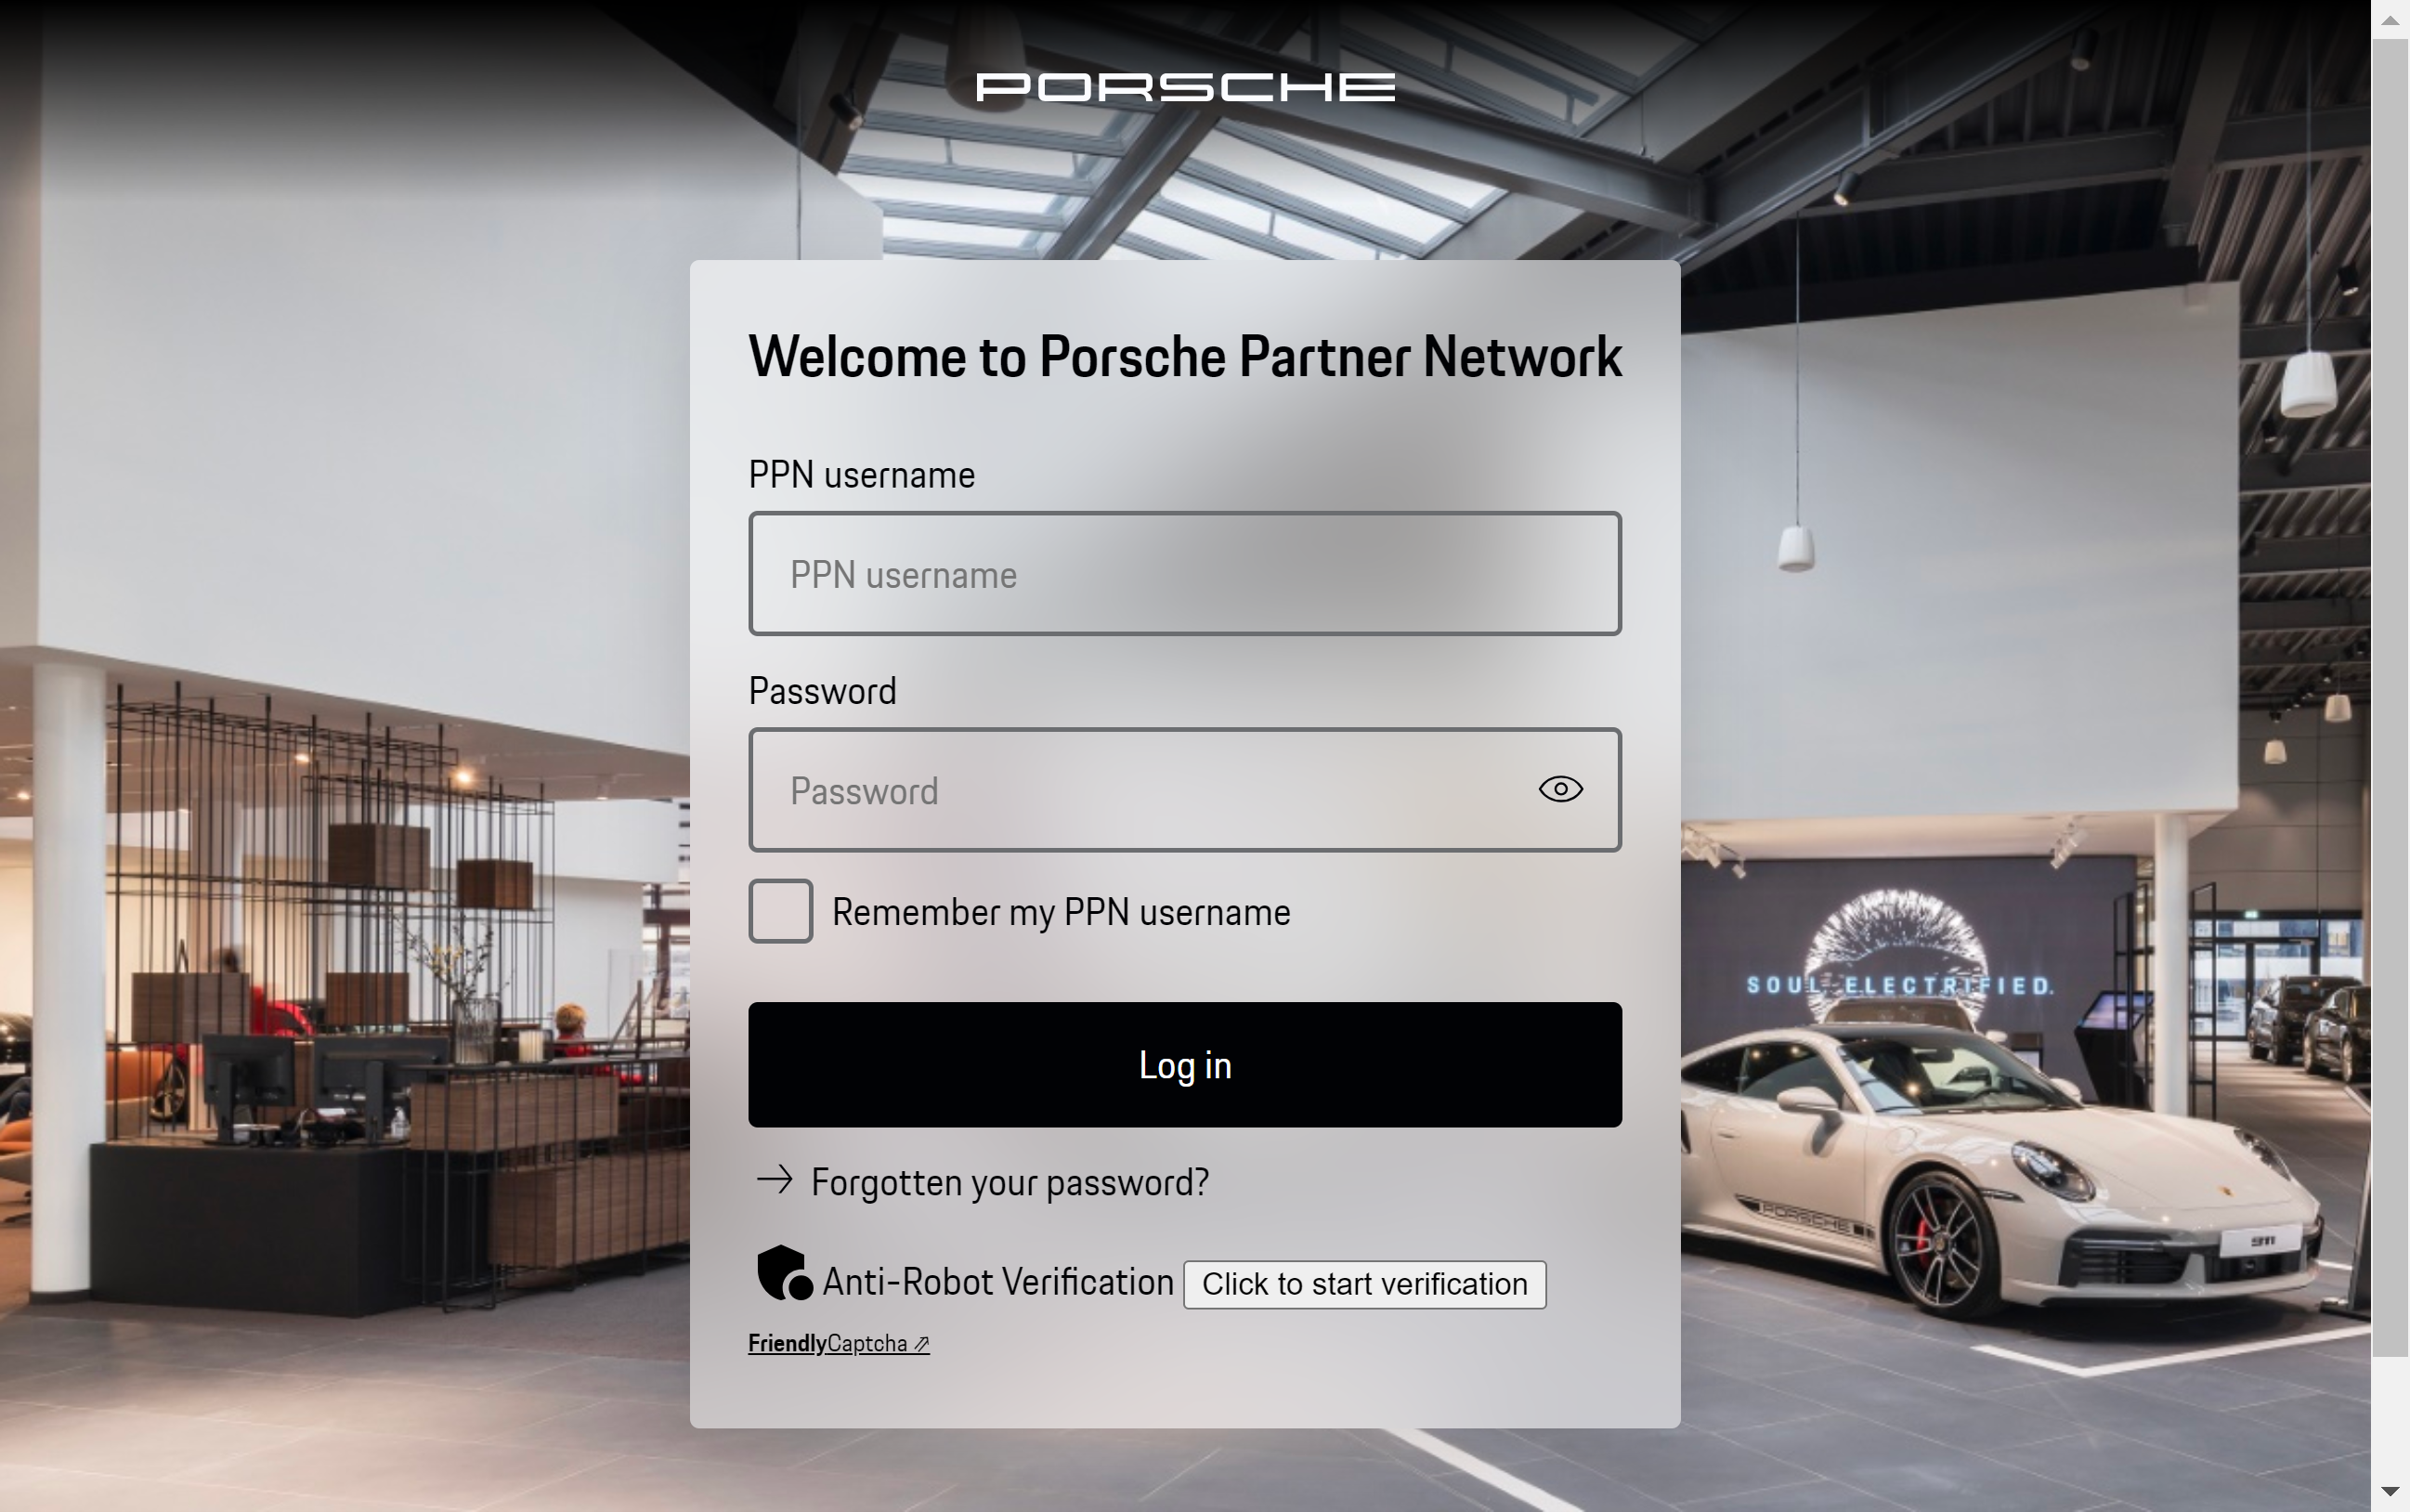 PORSCHE
Welcome to Porsche Partner Network
PPN username
PPN username
Password
Password
Remember my PPN username
SOUL, ELECTRIFIED.
Log in
Forgotten your password?
PORSCHE
911
Anti-Robot Verification Click to start verification
FriendlyCaptcha ⇗